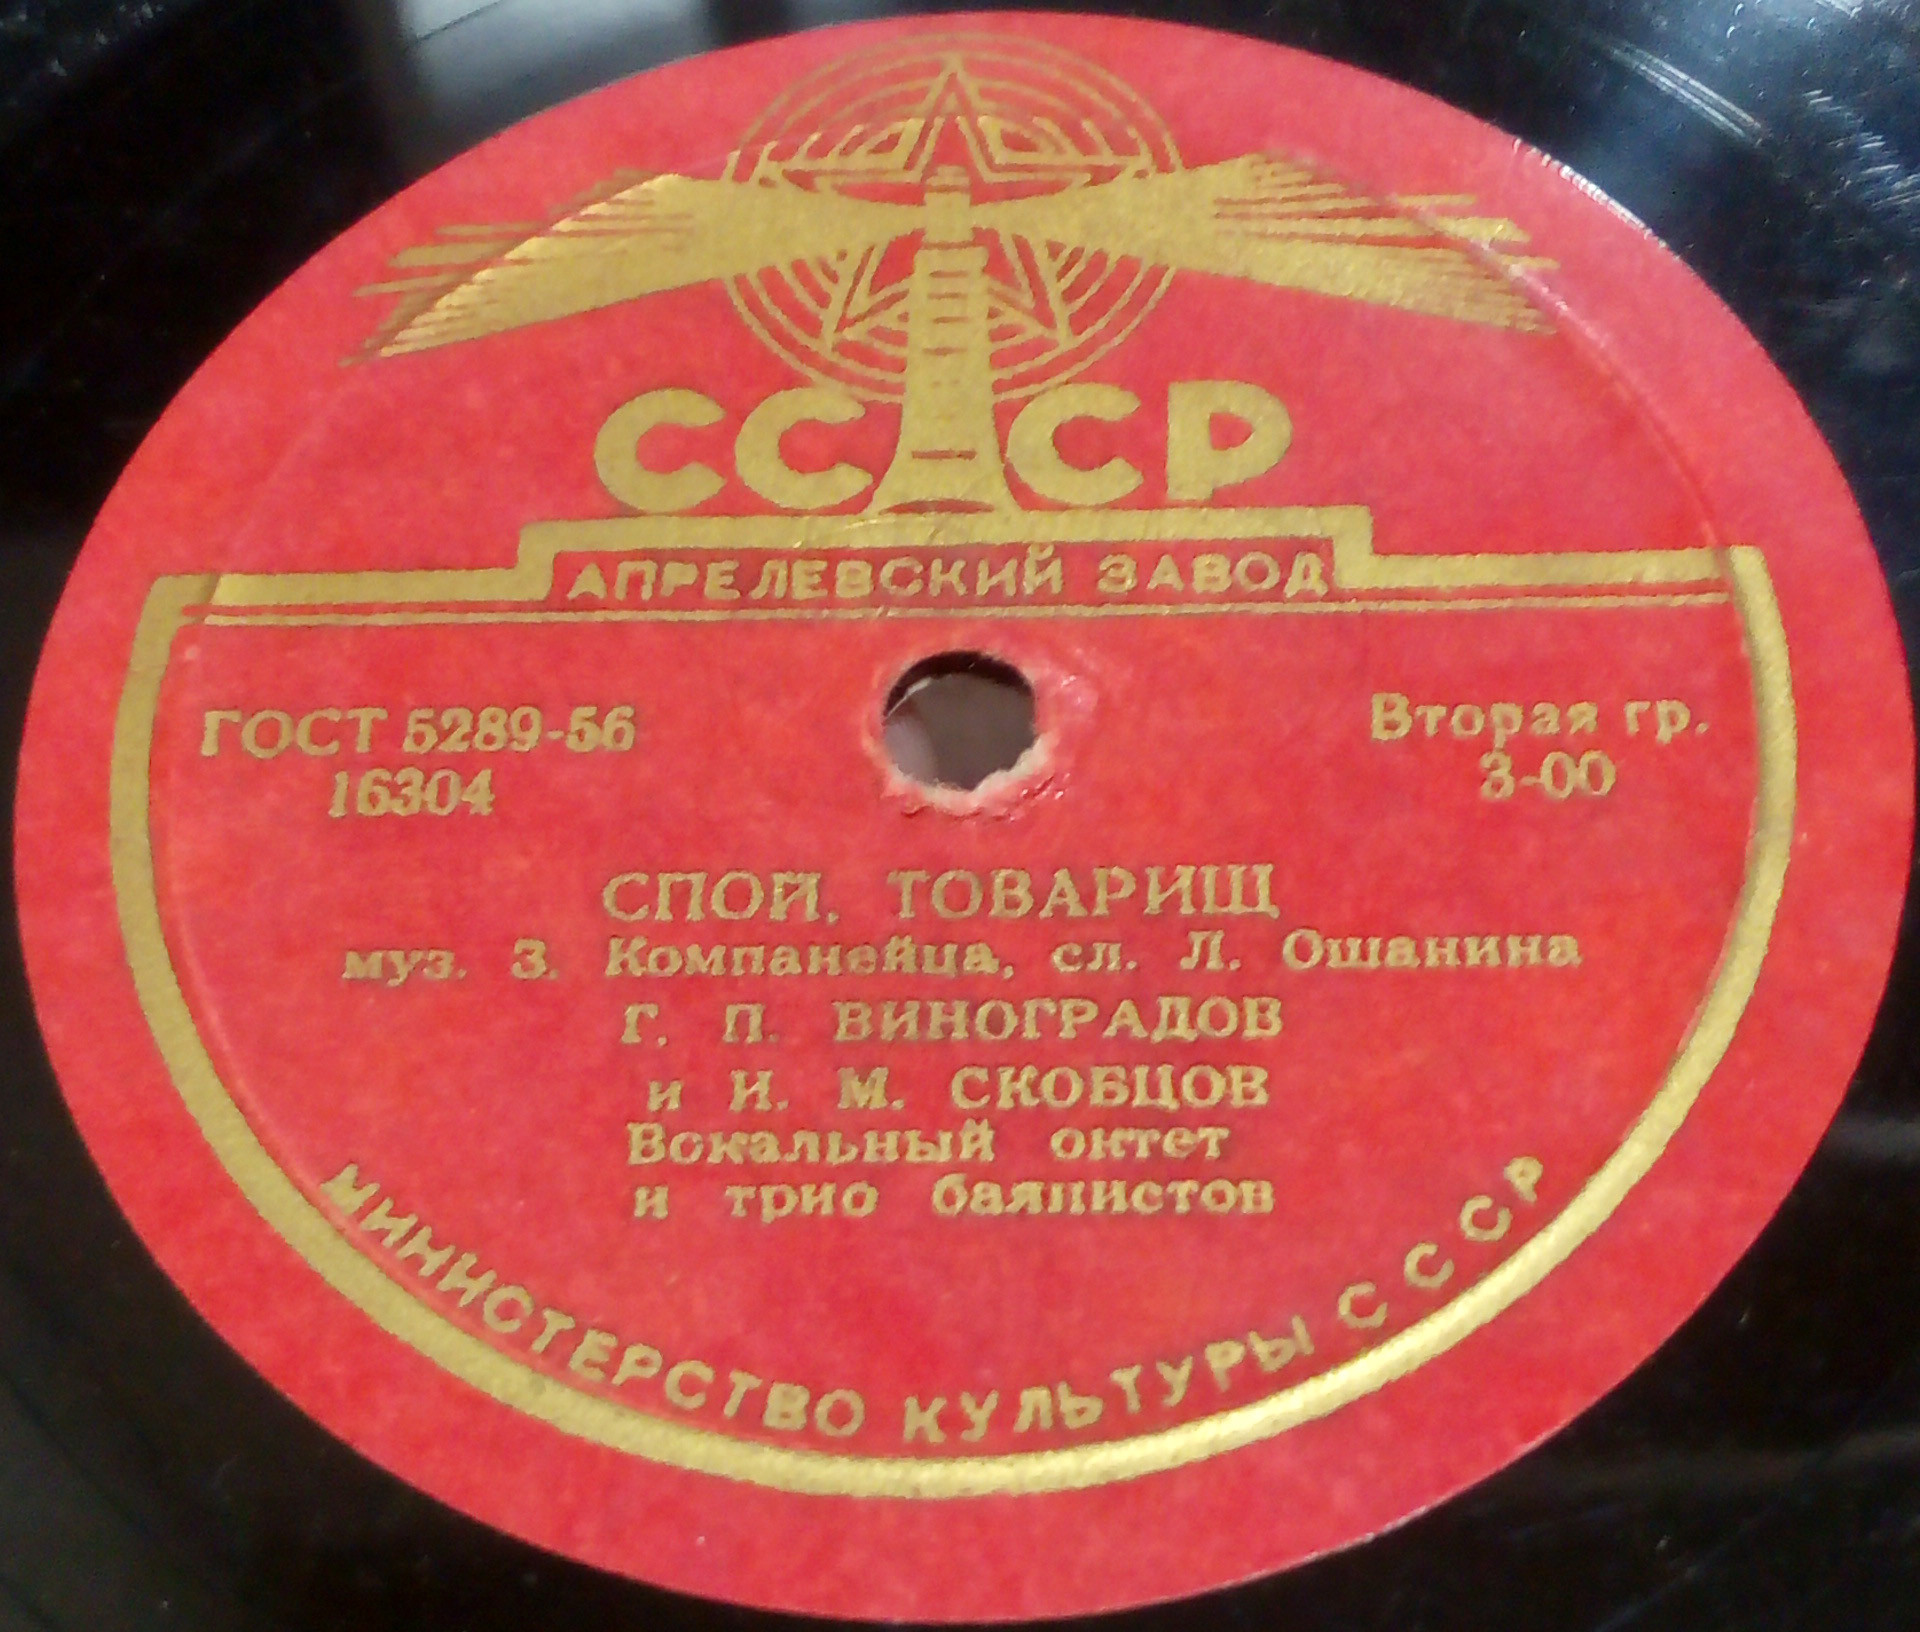 СССР
АПРЕЛЕВСКИЙ ЗАВОД
ГОСТ 5289-56
16304
Вторая гр.
3-00
СПОЙ, ТОВАРИЩ
муз. З. Компанейца, сл. Л. Ошанина
Г. П. ВИНОГРАДОВ
и И. М. СКОБЦОВ
Вокальный октет
и трио баянистов
МИНИСТЕРСТВО КУЛЬТУРЫ СССР